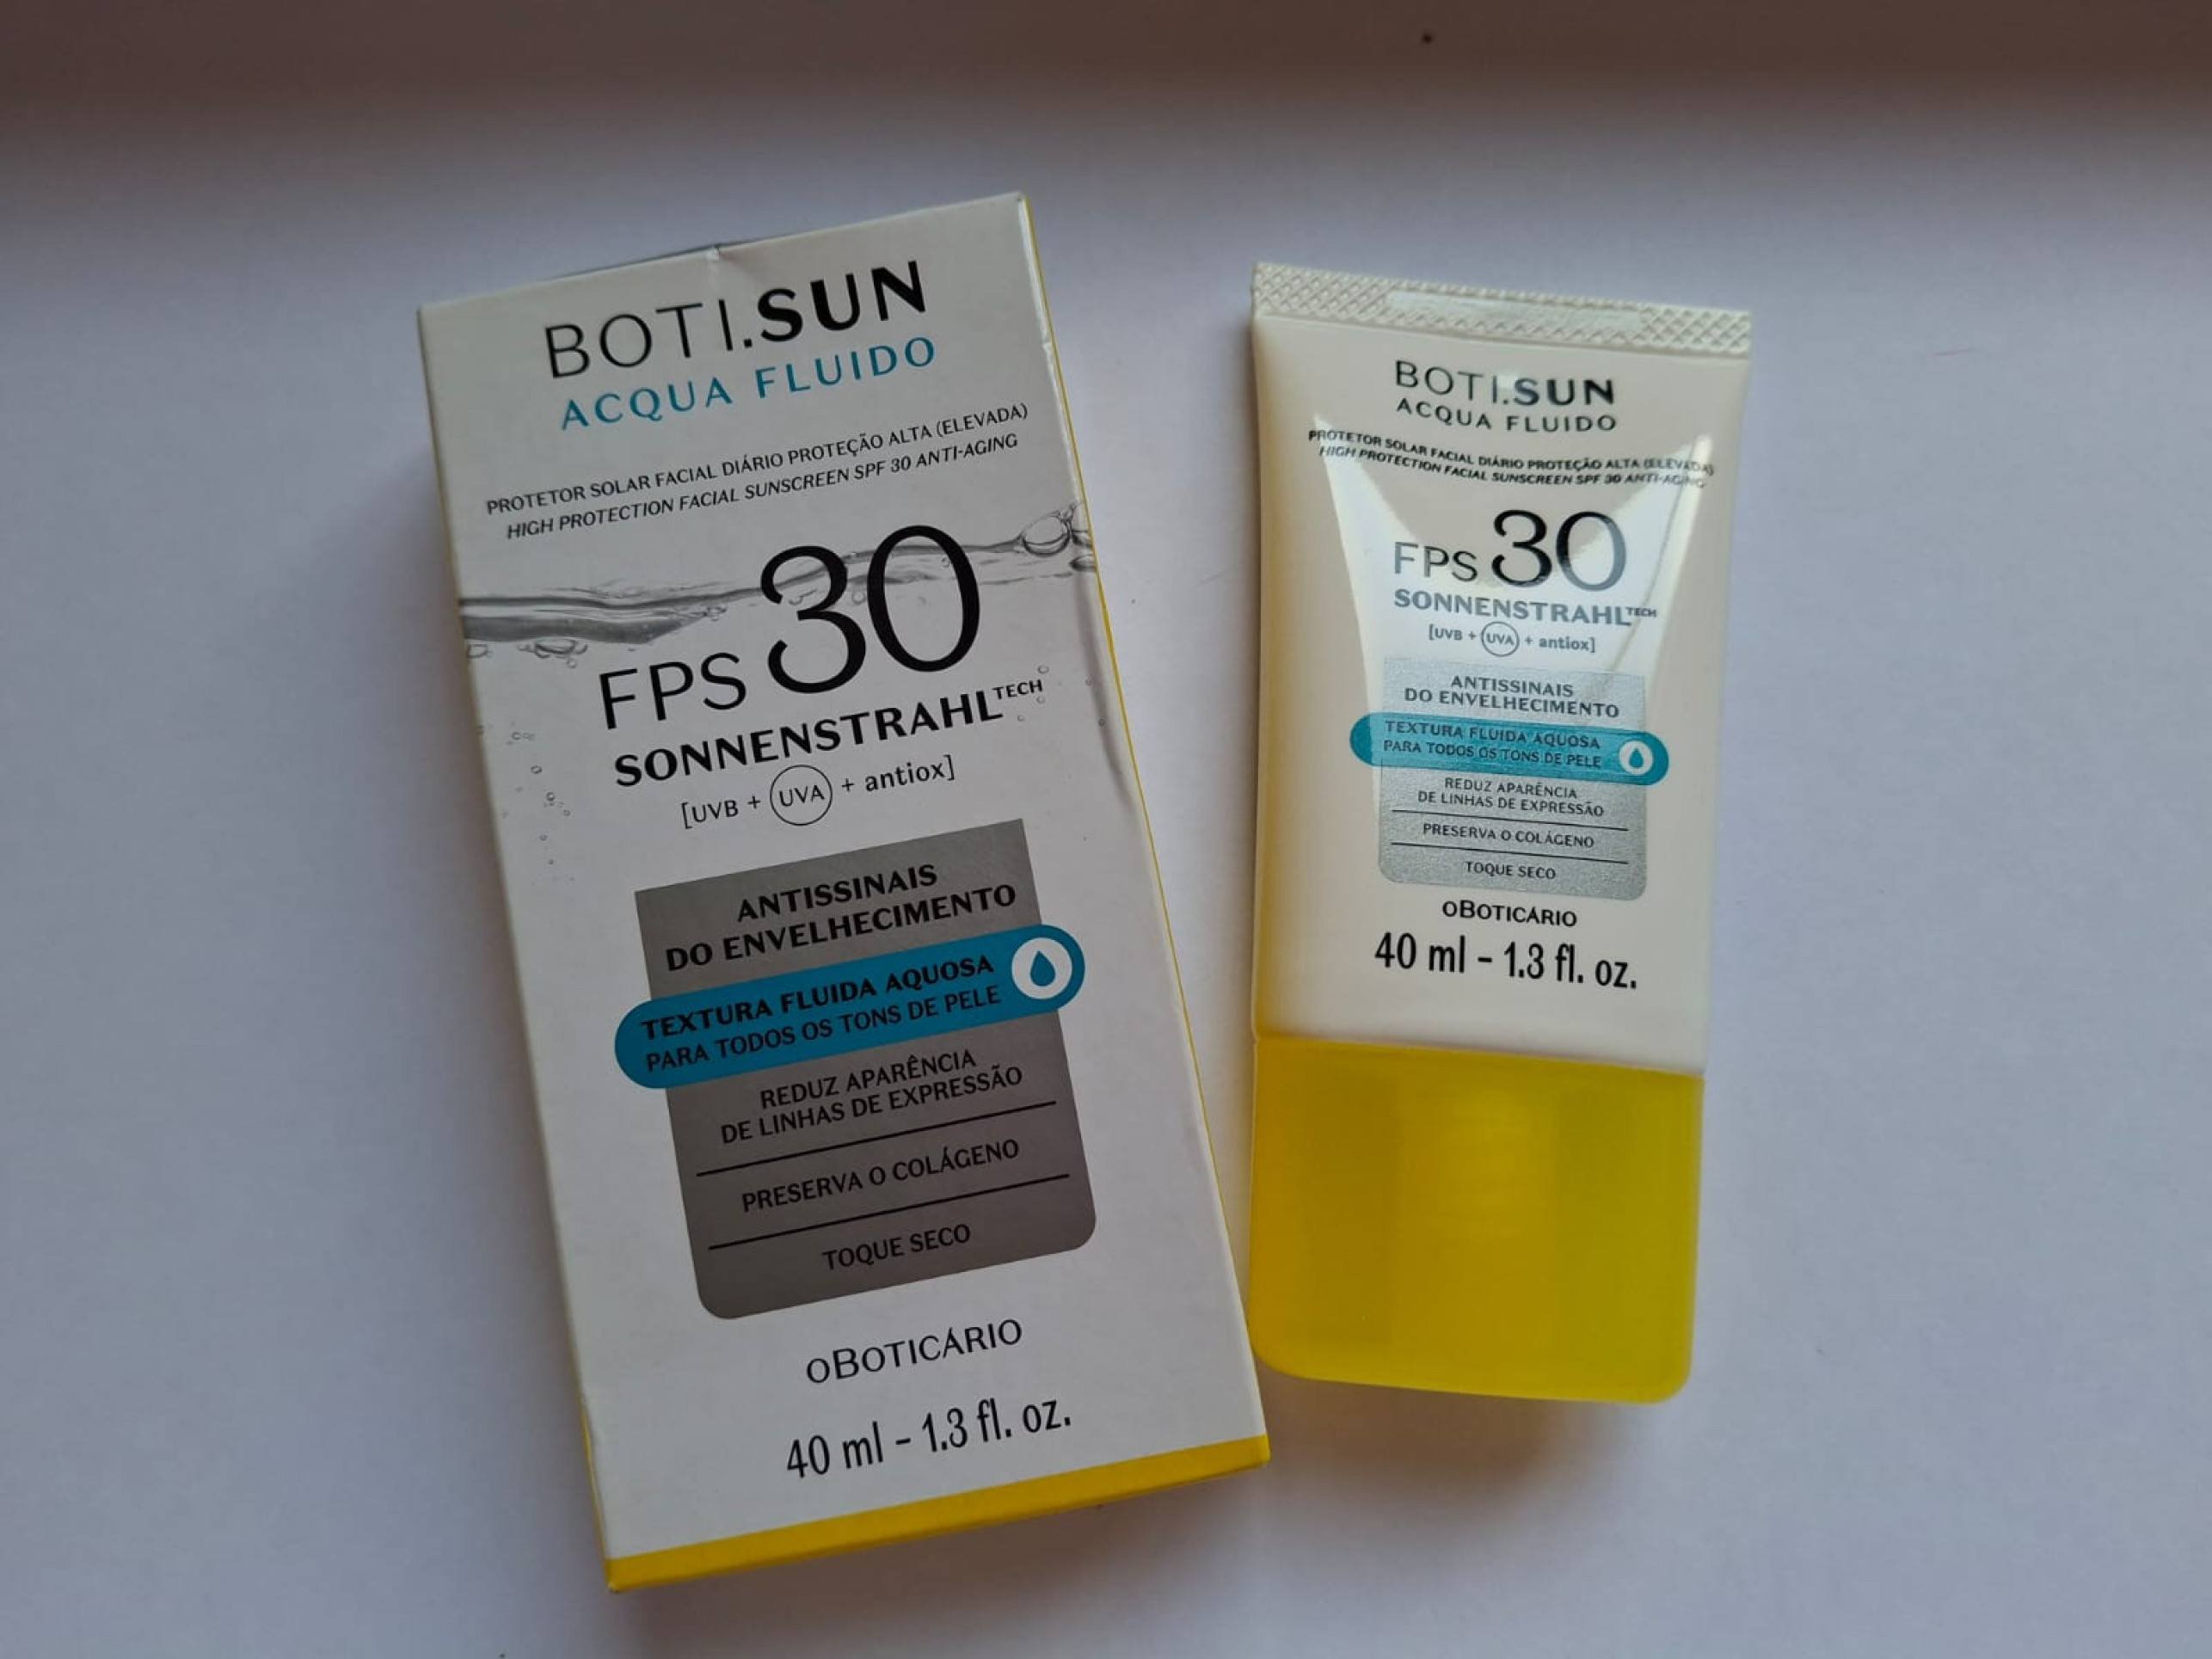 BOTI.SUN
ACQUA FLUIDO
PROTETOR SOLAR FACIAL DIÁRIO PROTEÇÃO ALTA (ELEVADA)
HIGH PROTECTION FACIAL SUNSCREEN SPF 30 ANTI-AGING
FPS 30
SONNENSTRAHL TECH
[UVB + UVA + antiox]
ANTISSINAIS
DO ENVELHECIMENTO
TEXTURA FLUIDA AQUOSA
PARA TODOS OS TONS DE PELE
REDUZ APARÊNCIA
DE LINHAS DE EXPRESSÃO
PRESERVA O COLÁGENO
TOQUE SECO
OBOTICÁRIO
40 ml - 1.3 fl. oz.
BOTI.SUN
ACQUA FLUIDO
PROTETOR SOLAR FACIAL DIÁRIO PROTEÇÃO ALTA (ELEVADA)
HIGH PROTECTION FACIAL SUNSCREEN SPF 30 ANTI-AGING
FPS 30
SONNENSTRAHL TECH
[UVB + UVA + antiox]
ANTISSINAIS
DO ENVELHECIMENTO
TEXTURA FLUIDA AQUOSA
PARA TODOS OS TONS DE PELE
REDUZ APARÊNCIA
DE LINHAS DE EXPRESSÃO
PRESERVA O COLÁGENO
TOQUE SECO
OBOTICÁRIO
40 ml - 1.3 fl. oz.